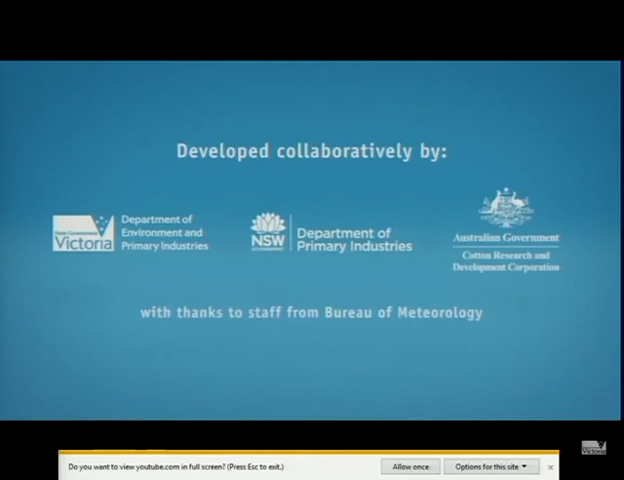 Developed collaboratively by:
State Government
Victoria
Department of
Environment and
Primary Industries
NSW
Department of
Primary Industries
Australian Government
Cotton Research and
Development Corporation
with thanks to staff from Bureau of Meteorology
Victoria
Do you want to view youtube.com in full screen? (Press Esc to exit.)
Allow once
Options for this site